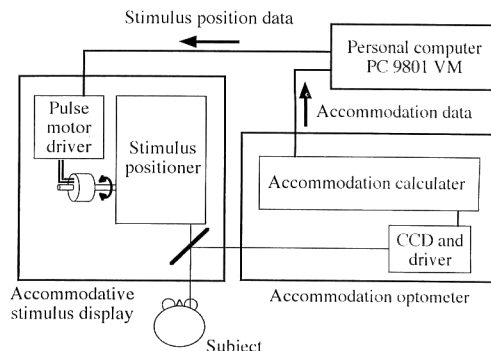 Stimulus position data
Personal computer
PC 9801 VM
Accommodation data
Pulse
motor
driver
Stimulus
positioner
Accommodation calculater
CCD and
driver
Accommodative
stimulus display
Accommodation optometer
Subject